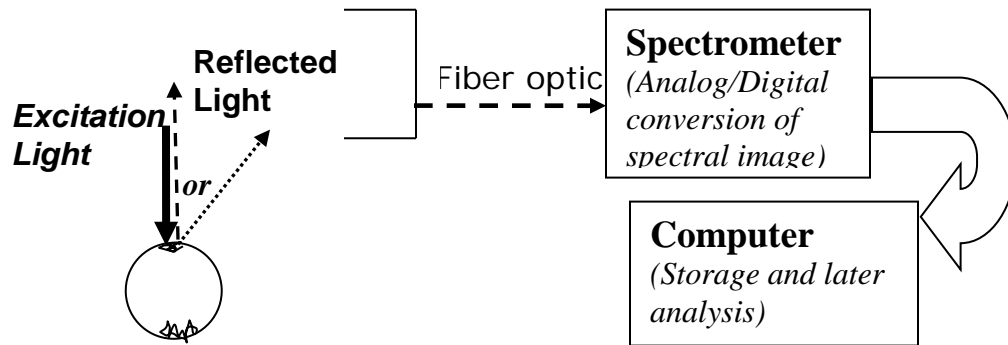 Excitation
Light
Reflected
Light
or
Fiber optic
Spectrometer
(Analog/Digital
conversion of
spectral image)
Computer
(Storage and later
analysis)